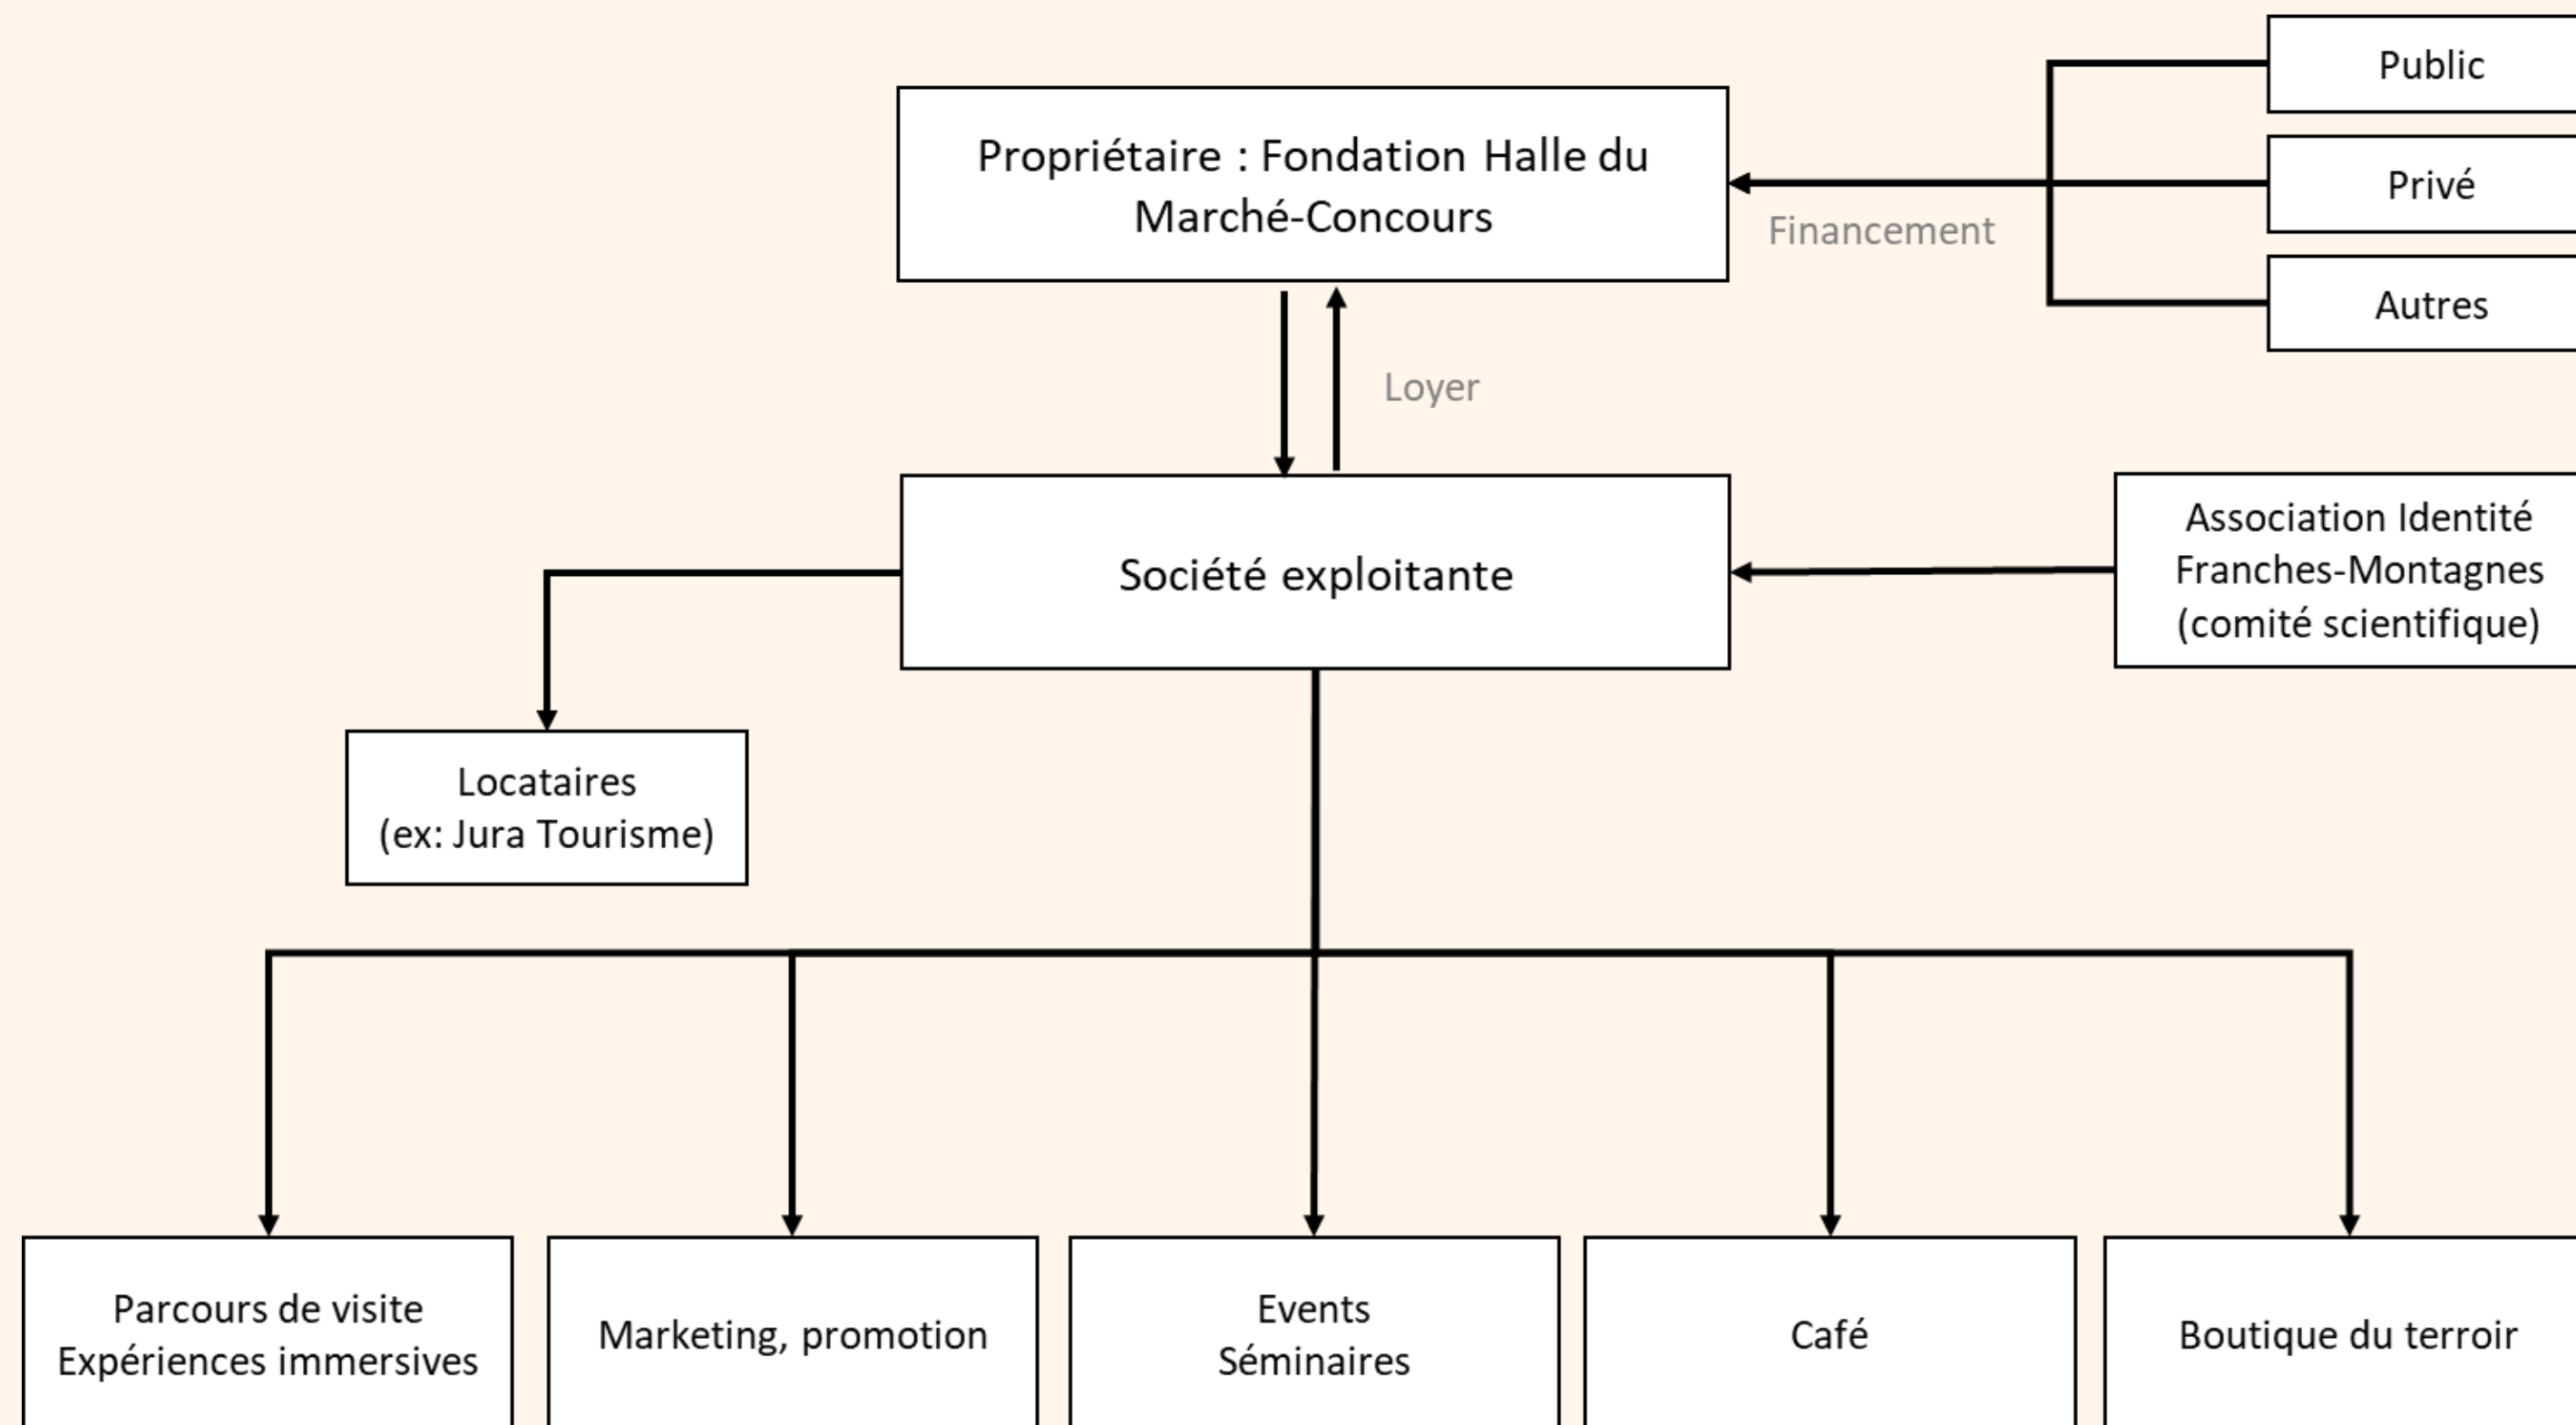 Public
Propriétaire : Fondation Halle du
Marché-Concours
Privé
Financement
Autres
Loyer
Société exploitante
Association Identité
Franches-Montagnes
(comité scientifique)
Locataires
(ex: Jura Tourisme)
Parcours de visite
Expériences immersives
Marketing, promotion
Events
Séminaires
Café
Boutique du terroir